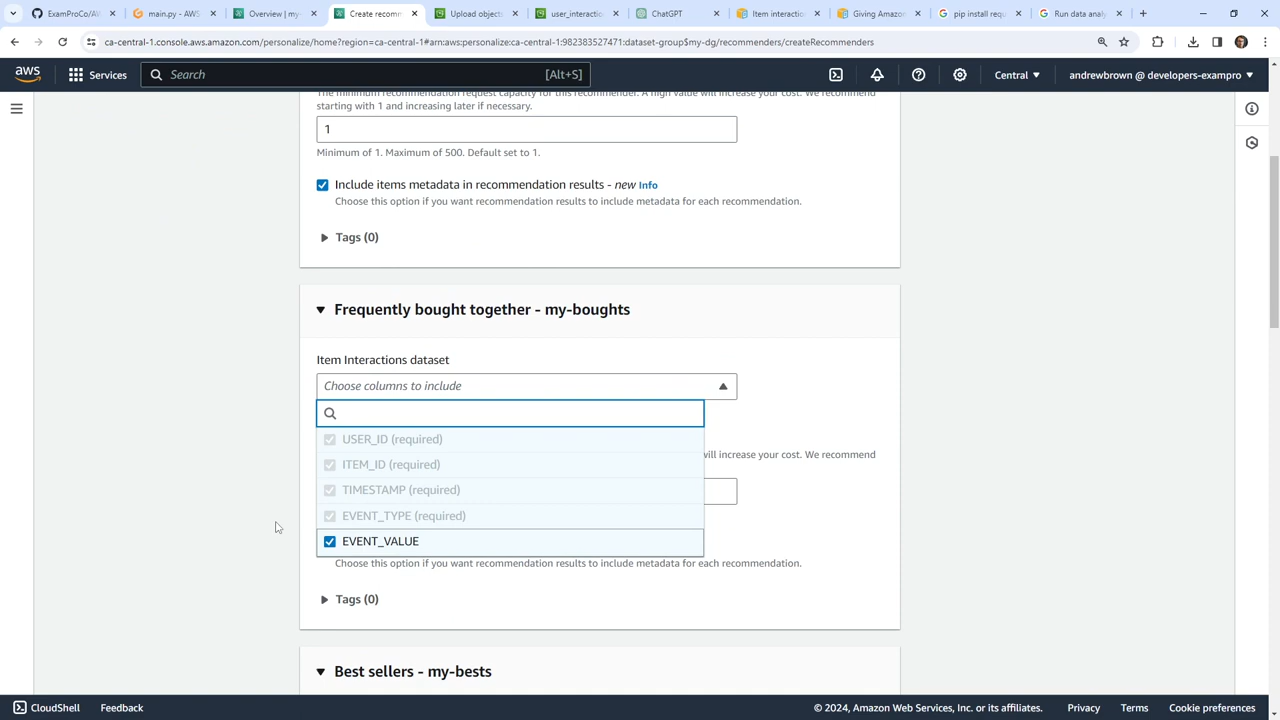 ExamProCo/AW
main.py - AWS
Overview | my-
Create recomm
Upload objects
user_interactio
ChatGPT
Item interaction
Giving Amazon
pip install requ
Run data analy
ca-central-1.console.aws.amazon.com/personalize/home?region=ca-central-1#arn:aws:personalize:ca-central-1:982383527471:dataset-group$my-dg/recommenders/createRecommenders
aws
Services
Search
[Alt+S]
Central
andrewbrown @ developers-exampro
The minimum recommendation request capacity for this recommender. A high value will increase your cost. We recommend
starting with 1 and increasing later if necessary.
1
Minimum of 1. Maximum of 500. Default set to 1.
Include items metadata in recommendation results - new Info
Choose this option if you want recommendation results to include metadata for each recommendation.
Tags (0)
Frequently bought together - my-boughts
Item Interactions dataset
Choose columns to include
USER_ID (required)
will increase your cost. We recommend
ITEM_ID (required)
TIMESTAMP (required)
EVENT_TYPE (required)
EVENT_VALUE
Choose this option if you want recommendation results to include metadata for each recommendation.
Tags (0)
Best sellers - my-bests
CloudShell
Feedback
© 2024, Amazon Web Services, Inc. or its affiliates.
Privacy
Terms
Cookie preferences